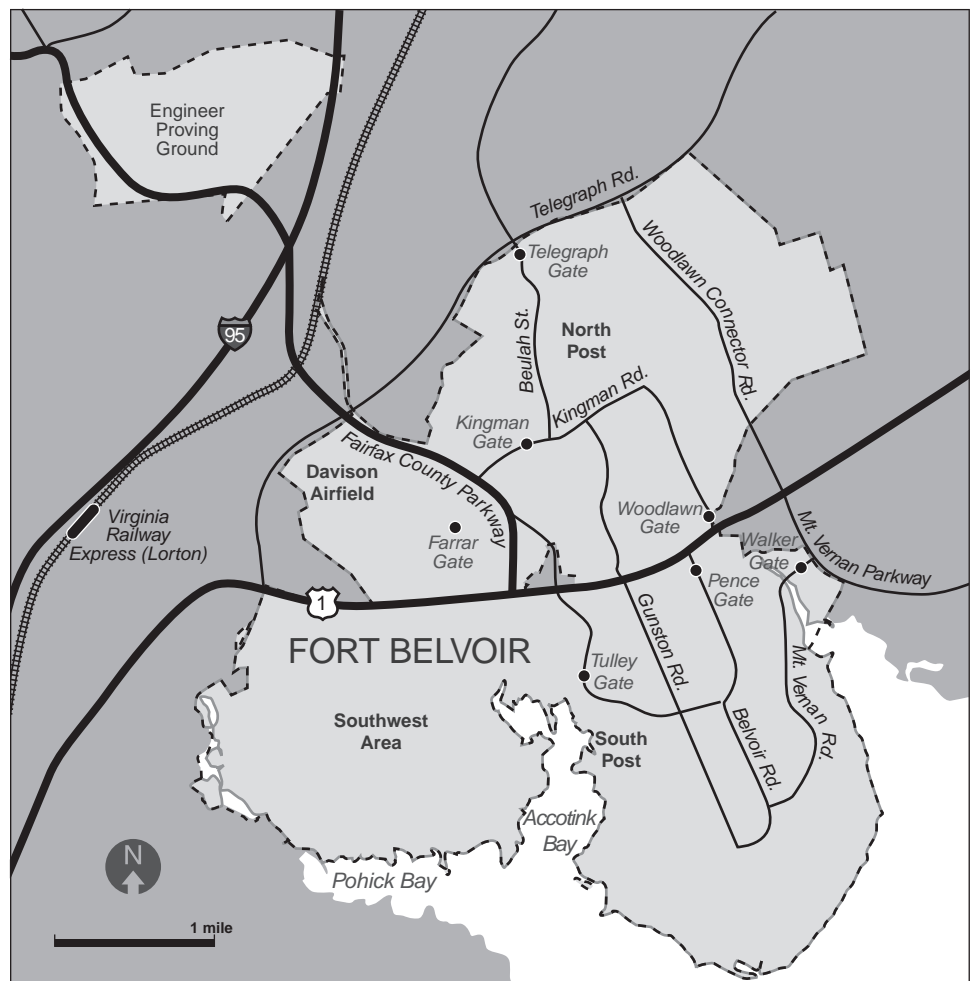 Engineer
Proving
Ground
Telegraph Rd.
Telegraph
Gate
Woodlawn Connector Rd.
95
Beulah St.
North
Post
Kingman Rd.
Kingman
Gate
Fairfax County Parkway
Davison
Airfield
Virginia
Railway
Express (Lorton)
Farrar
Gate
Woodlawn
Gate
Mt. Vernan Parkway
Walker
Gate
Pence
Gate
1
Gunston Rd.
FORT BELVOIR
Tulley
Gate
Mt. Vernan Rd.
Southwest
Area
South
Post
Belvoir Rd.
Accotink
Bay
Pohick Bay
N
1 mile